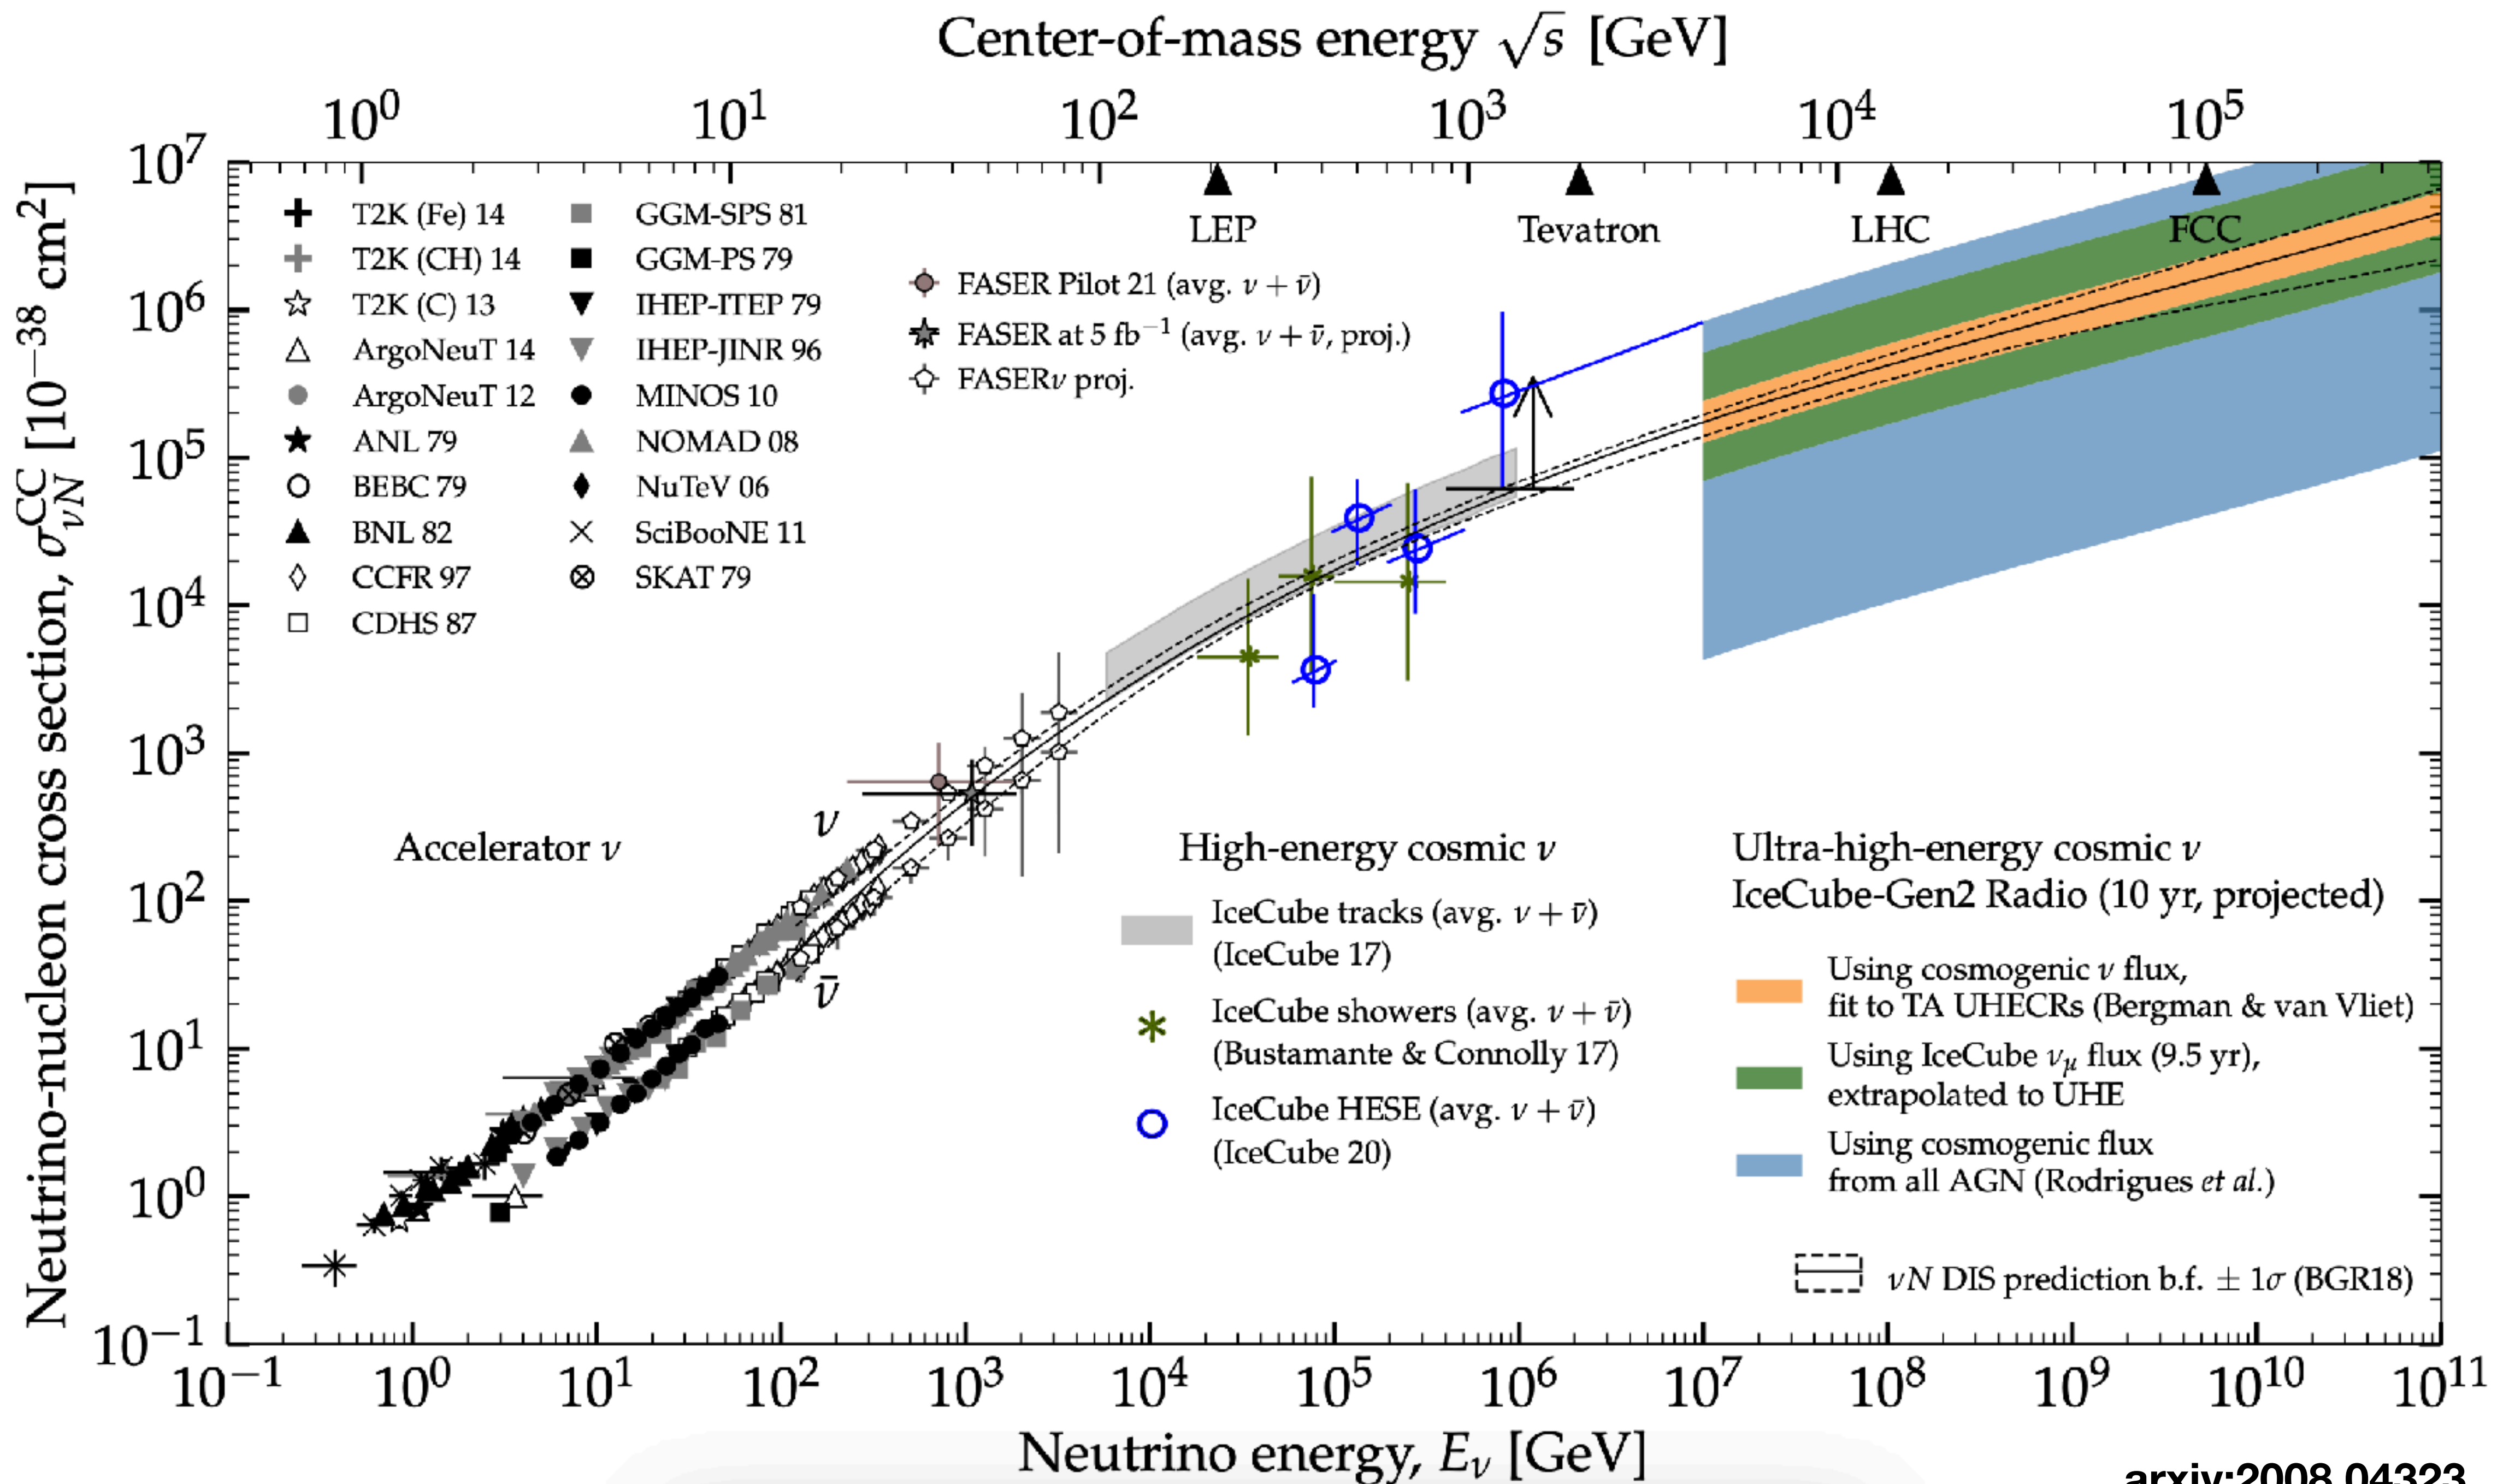 Center-of-mass energy √s [GeV]
10⁰ 10¹ 10² 10³ 10⁴ 10⁵
LEP Tevatron LHC FCC
Neutrino-nucleon cross section, σ_νN^CC [10⁻³⁸ cm²]
10⁷
10⁶
10⁵
10⁴
10³
10²
10¹
10⁰
10⁻¹
T2K (Fe) 14
T2K (CH) 14
T2K (C) 13
ArgoNeuT 14
ArgoNeuT 12
ANL 79
BEBC 79
BNL 82
CCFR 97
CDHS 87
GGM-SPS 81
GGM-PS 79
IHEP-ITEP 79
IHEP-JINR 96
MINOS 10
NOMAD 08
NuTeV 06
SciBooNE 11
SKAT 79
FASER Pilot 21 (avg. ν + ν̄)
FASER at 5 fb⁻¹ (avg. ν + ν̄, proj.)
FASERν proj.
ν
ν̄
Accelerator ν
High-energy cosmic ν
IceCube tracks (avg. ν + ν̄)
(IceCube 17)
IceCube showers (avg. ν + ν̄)
(Bustamante & Connolly 17)
IceCube HESE (avg. ν + ν̄)
(IceCube 20)
Ultra-high-energy cosmic ν
IceCube-Gen2 Radio (10 yr, projected)
Using cosmogenic ν flux,
fit to TA UHECRs (Bergman & van Vliet)
Using IceCube ν_μ flux (9.5 yr),
extrapolated to UHE
Using cosmogenic flux
from all AGN (Rodrigues et al.)
νN DIS prediction b.f. ± 1σ (BGR18)
10⁻¹ 10⁰ 10¹ 10² 10³ 10⁴ 10⁵ 10⁶ 10⁷ 10⁸ 10⁹ 10¹⁰ 10¹¹
Neutrino energy, E_ν [GeV]
arxiv:2008.04323